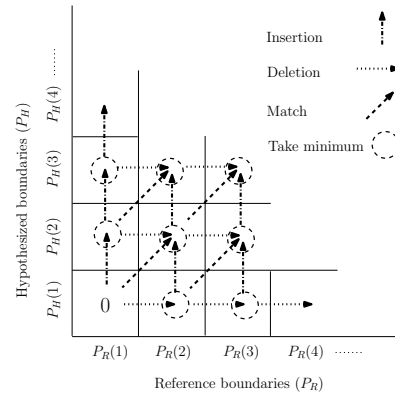 Insertion
Deletion
Match
Take minimum
Hypothesized boundaries (P_H)
P_H(4) ........
P_H(3)
P_H(2)
P_H(1)
0
P_R(1) P_R(2) P_R(3) P_R(4) .......
Reference boundaries (P_R)